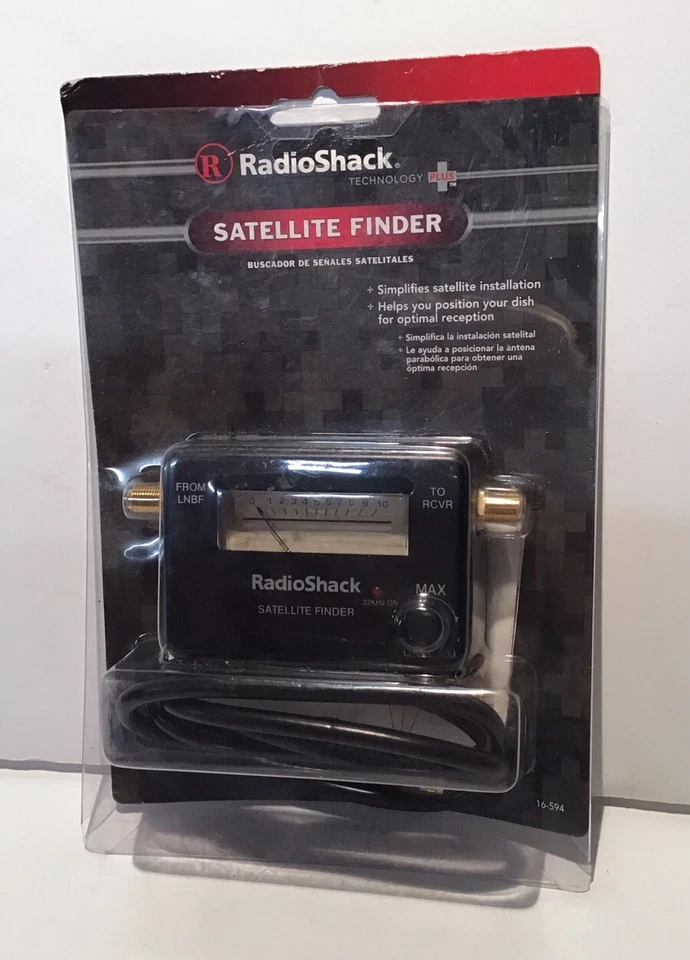 R RadioShack®
TECHNOLOGY PLUS™
SATELLITE FINDER
BUSCADOR DE SEÑALES SATELITALES
+ Simplifies satellite installation
+ Helps you position your dish
for optimal reception
+ Simplifica la instalación satelital
+ Le ayuda a posicionar la antena
parabólica para obtener una
óptima recepción
FROM
LNBF
0 1 2 3 4 5 6 7 8 9 10
TO
RCVR
RadioShack
SATELLITE FINDER
22KHz ON
MAX
16-594